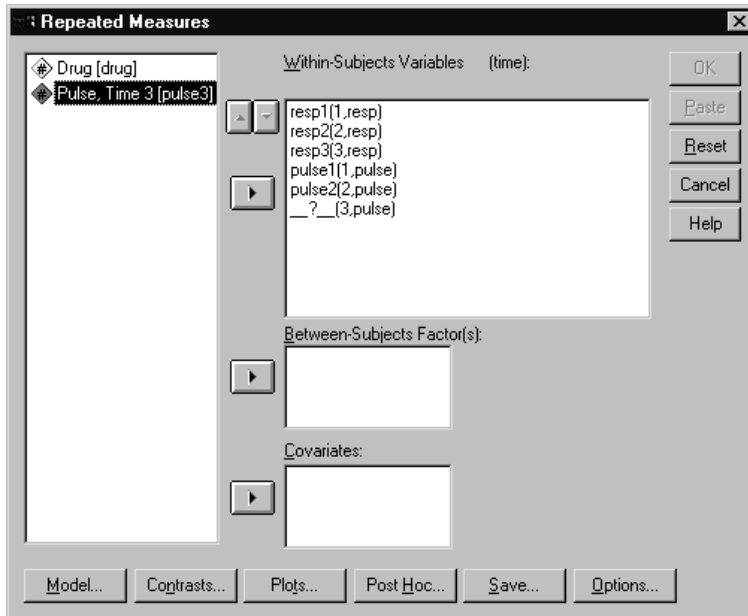 Repeated Measures
Drug [drug]
Pulse, Time 3 [pulse3]
Within-Subjects Variables (time):
resp1(1,resp)
resp2(2,resp)
resp3(3,resp)
pulse1(1,pulse)
pulse2(2,pulse)
__?__(3,pulse)
Between-Subjects Factor(s):
Covariates:
OK
Paste
Reset
Cancel
Help
Model...
Contrasts...
Plots...
Post Hoc...
Save...
Options...